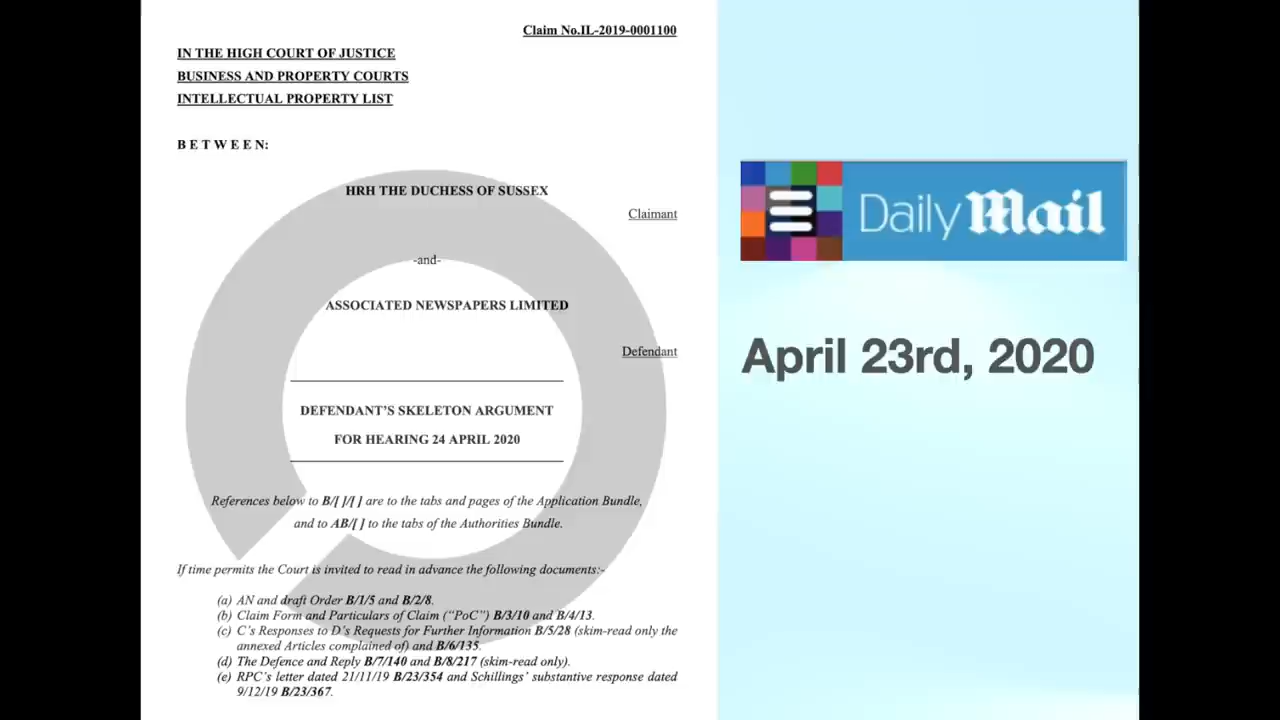 Claim No.IL-2019-0001100
IN THE HIGH COURT OF JUSTICE
BUSINESS AND PROPERTY COURTS
INTELLECTUAL PROPERTY LIST
B E T W E E N:
HRH THE DUCHESS OF SUSSEX
Claimant
-and-
ASSOCIATED NEWSPAPERS LIMITED
Defendant
DEFENDANT'S SKELETON ARGUMENT
FOR HEARING 24 APRIL 2020
References below to B/[ ]/[ ] are to the tabs and pages of the Application Bundle,
and to AB/[ ] to the tabs of the Authorities Bundle.
If time permits the Court is invited to read in advance the following documents:-
(a) AN and draft Order B/1/5 and B/2/8.
(b) Claim Form and Particulars of Claim ("PoC") B/3/10 and B/4/13.
(c) C's Responses to D's Requests for Further Information B/5/28 (skim-read only the
annexed Articles complained of) and B/6/135.
(d) The Defence and Reply B/7/140 and B/8/217 (skim-read only).
(e) RPC's letter dated 21/11/19 B/23/354 and Schillings' substantive response dated
9/12/19 B/23/367.
Daily Mail
April 23rd, 2020